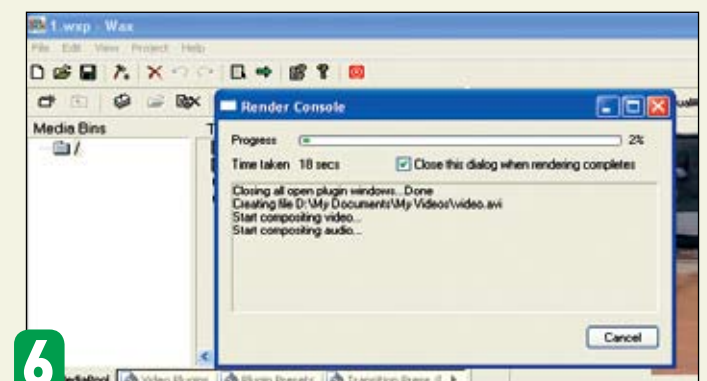 1.wxp - Wax
File Edit View Project Help
Media Bins
/
Render Console
Progress 2%
Time taken 18 secs Close this dialog when rendering completes
Closing all open plugin windows...Done
Creating file D:\My Documents\My Videos\video.avi
Start compositing video...
Start compositing audio...
Cancel
6
MediaPool Video Plugins Plugin Presets